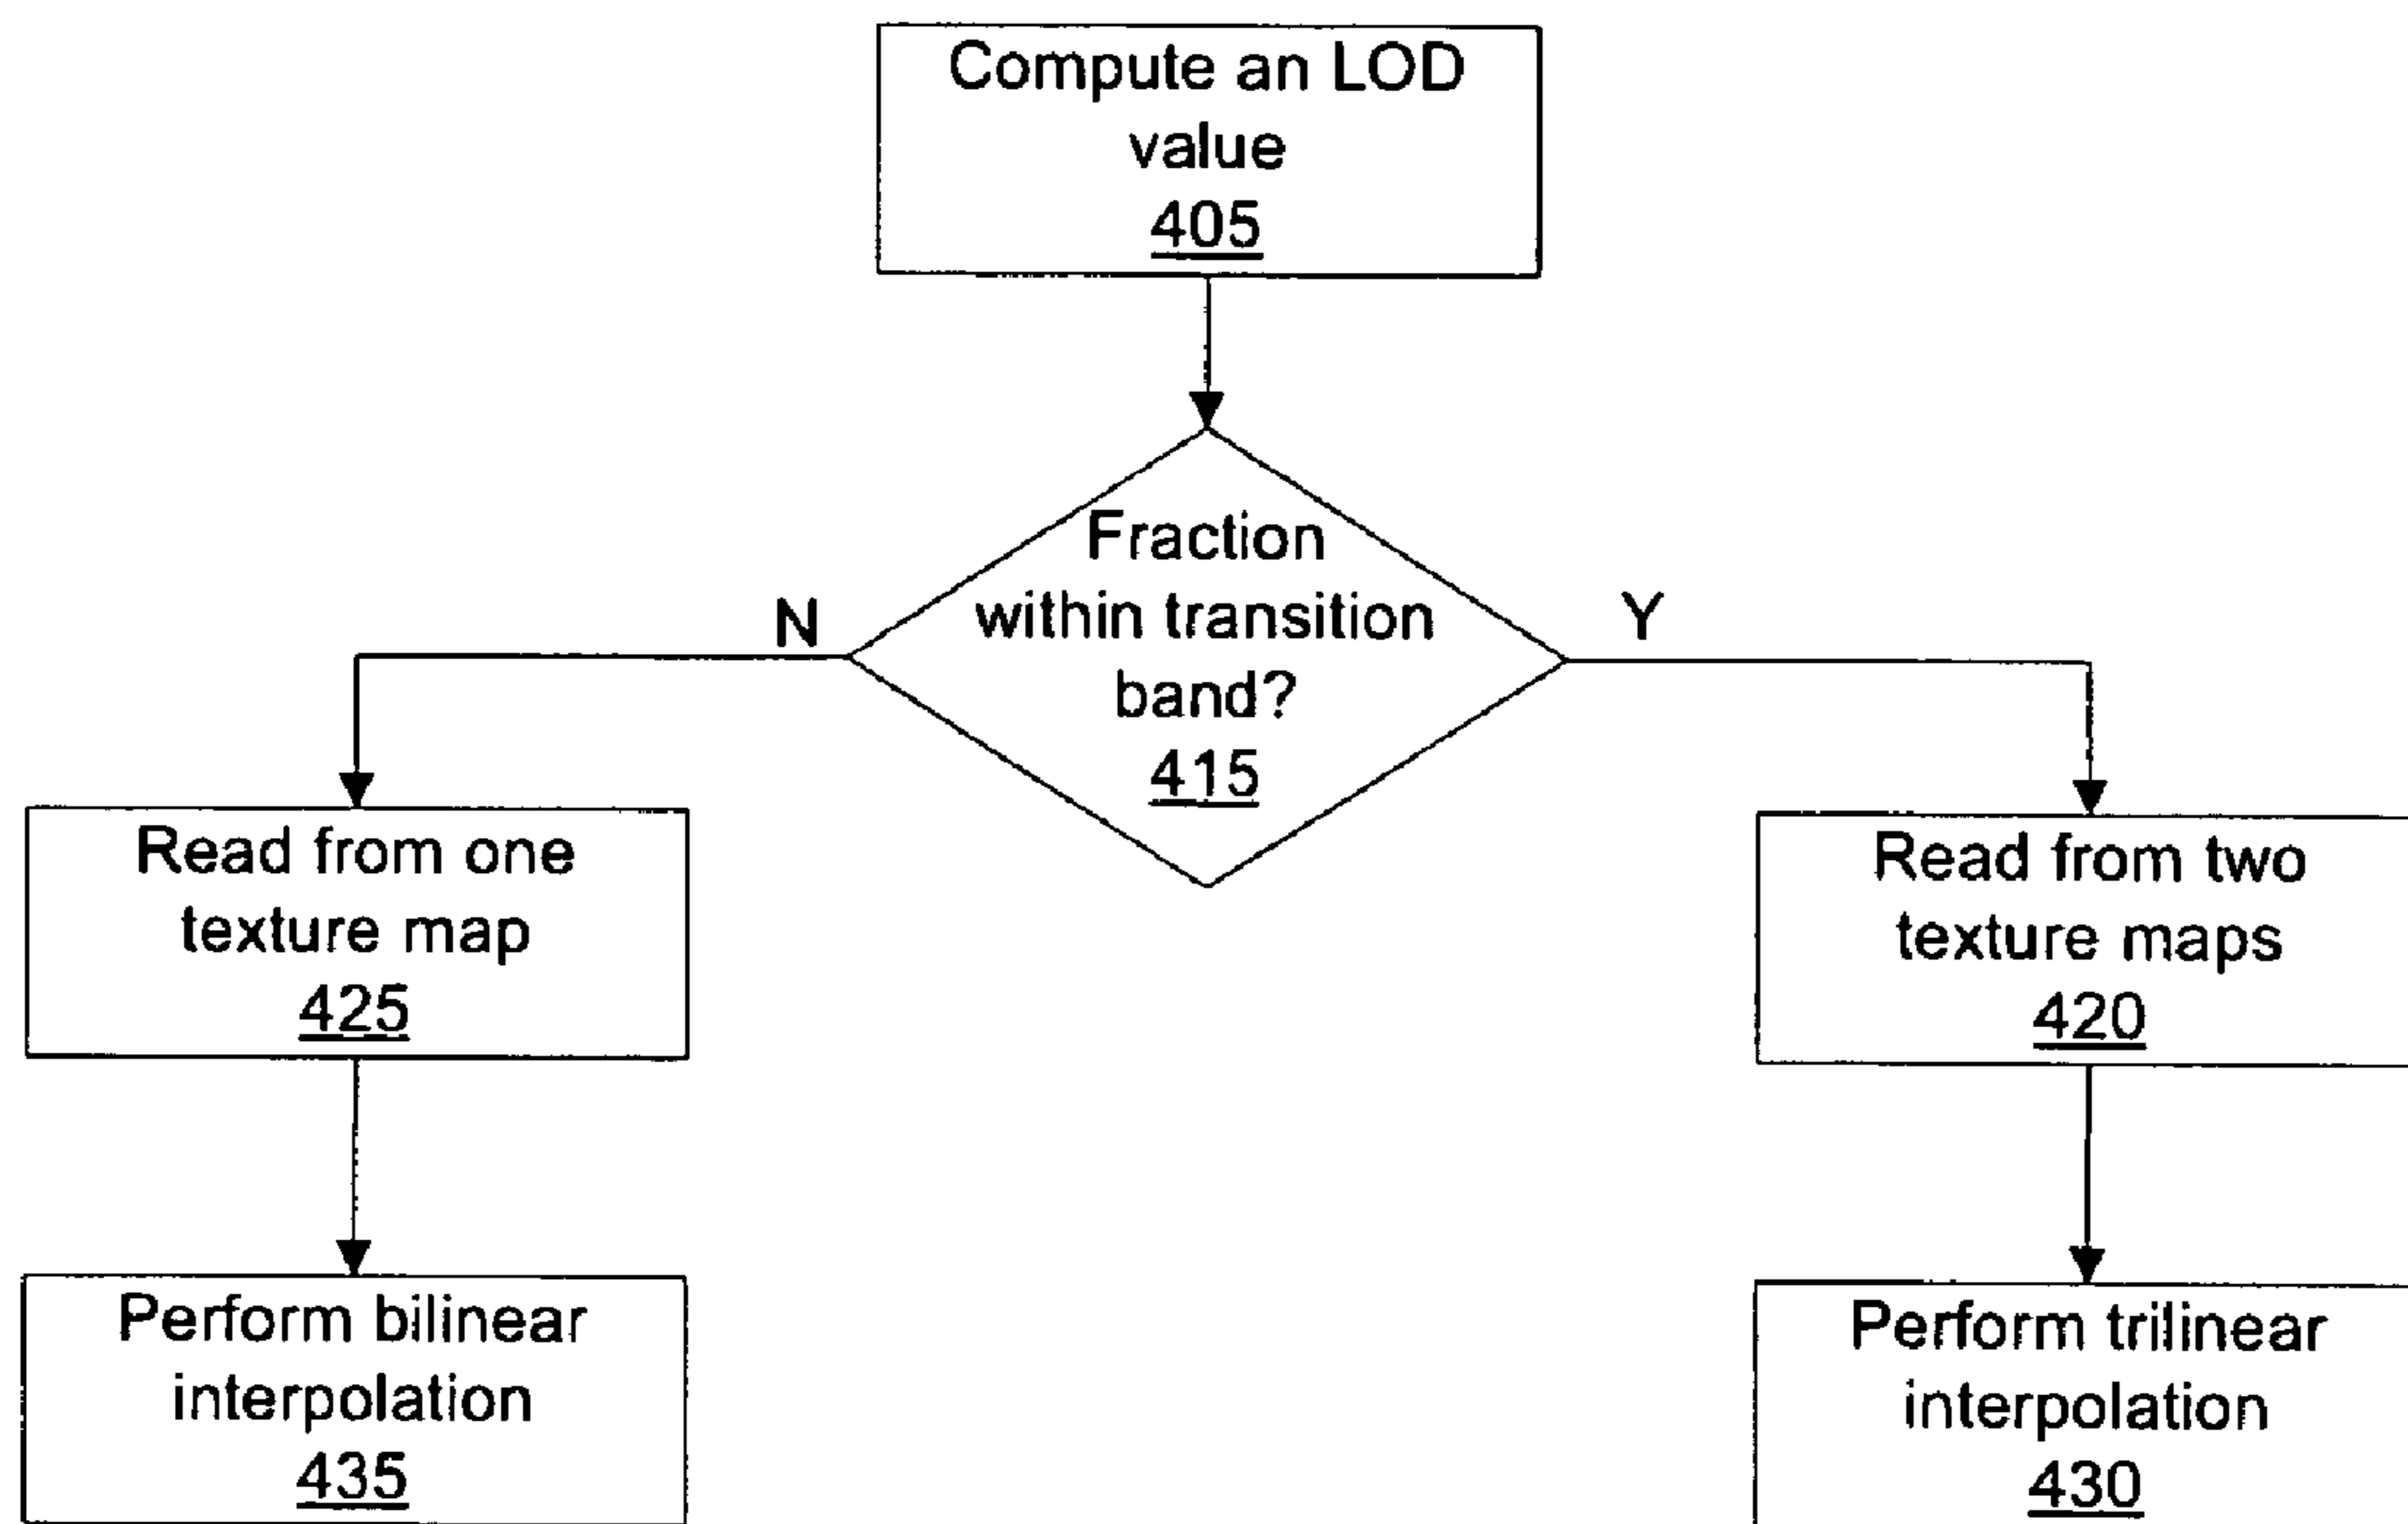 Compute an LOD
value
405
Fraction
within transition
band?
415
N
Y
Read from one
texture map
425
Read from two
texture maps
420
Perform bilinear
interpolation
435
Perform trilinear
interpolation
430